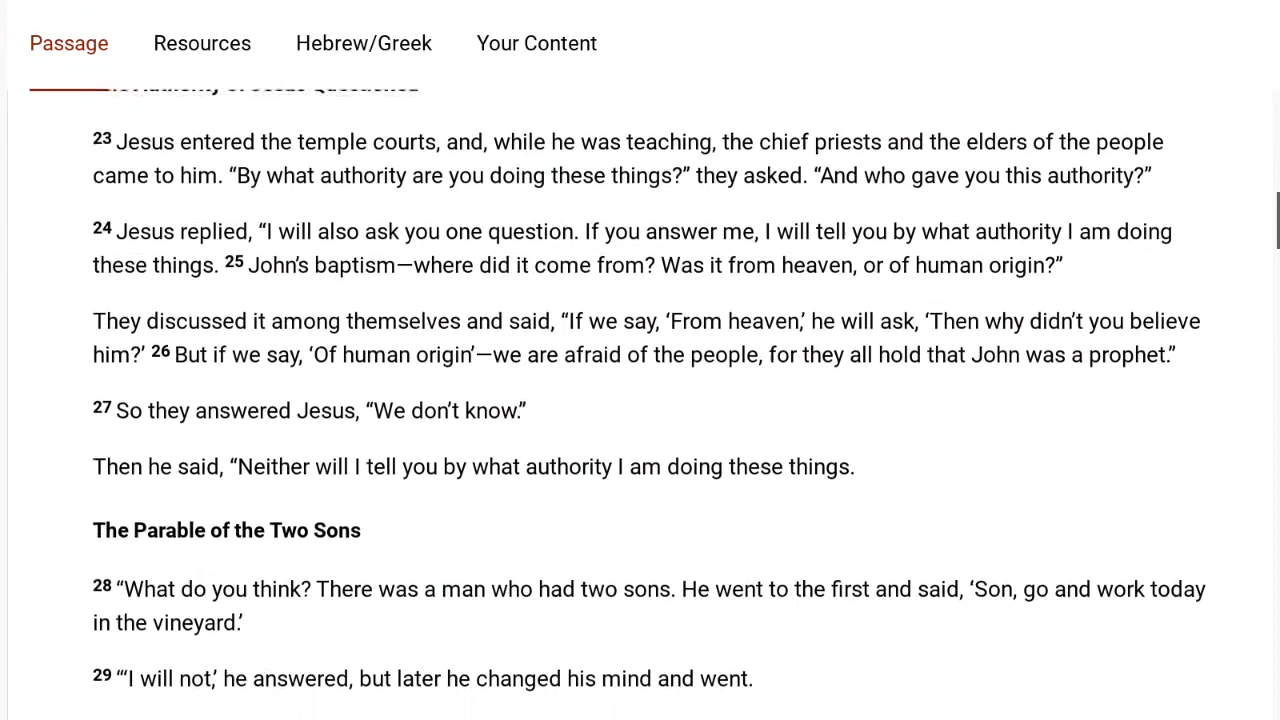 Passage Resources Hebrew/Greek Your Content
23 Jesus entered the temple courts, and, while he was teaching, the chief priests and the elders of the people
came to him. “By what authority are you doing these things?” they asked. “And who gave you this authority?”
24 Jesus replied, “I will also ask you one question. If you answer me, I will tell you by what authority I am doing
these things. 25 John’s baptism—where did it come from? Was it from heaven, or of human origin?”
They discussed it among themselves and said, “If we say, ‘From heaven,’ he will ask, ‘Then why didn’t you believe
him?’ 26 But if we say, ‘Of human origin’—we are afraid of the people, for they all hold that John was a prophet.”
27 So they answered Jesus, “We don’t know.”
Then he said, “Neither will I tell you by what authority I am doing these things.
The Parable of the Two Sons
28 “What do you think? There was a man who had two sons. He went to the first and said, ‘Son, go and work today
in the vineyard.’
29 “‘I will not,’ he answered, but later he changed his mind and went.